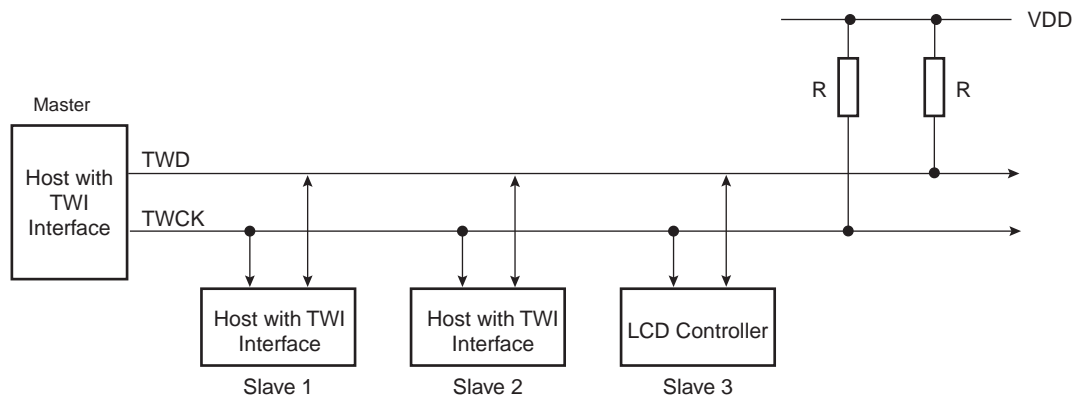 VDD
R
R
Master
Host with
TWI
Interface
TWD
TWCK
Host with TWI
Interface
Slave 1
Host with TWI
Interface
Slave 2
LCD Controller
Slave 3